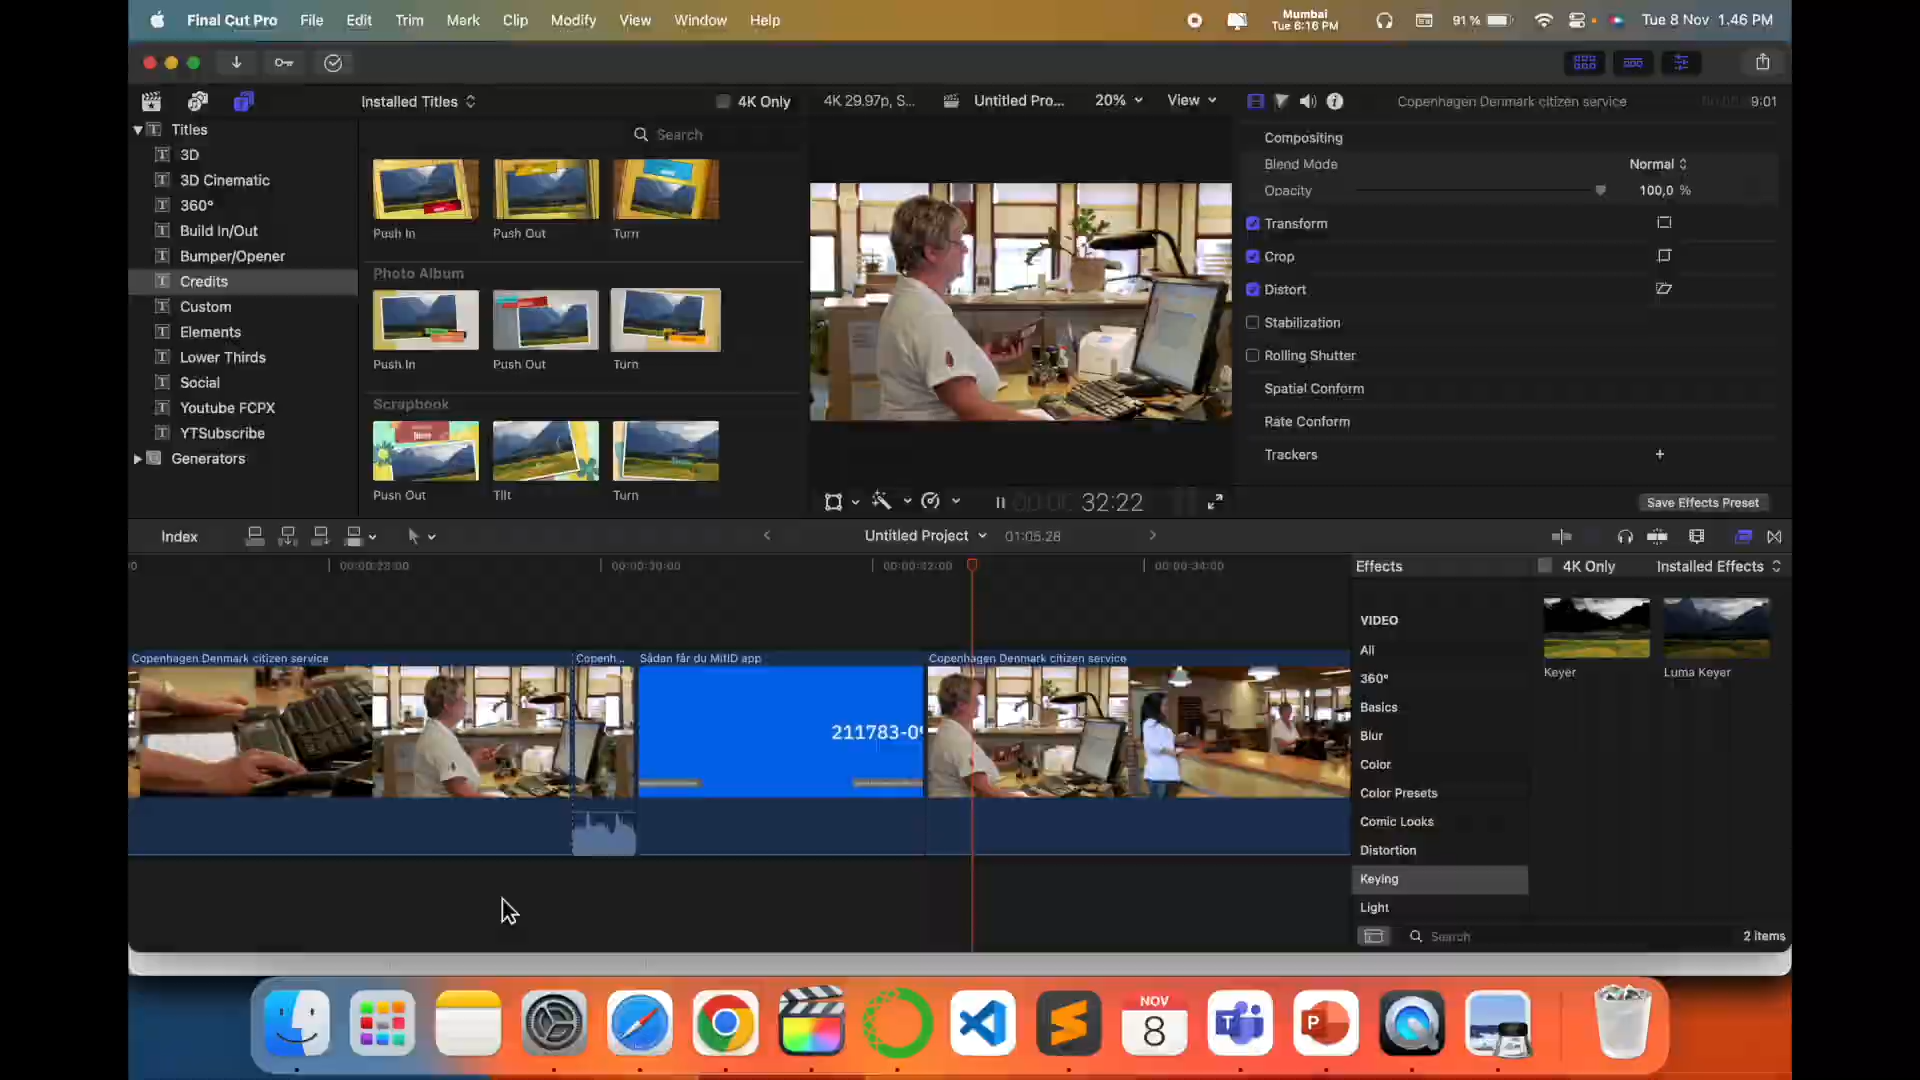 Final Cut Pro File Edit Trim Mark Clip Modify View Window Help
Mumbai
Tue 6:16 PM
91 %
Tue 8 Nov 1.46 PM
Installed Titles
4K Only
4K 29.97p, S...
Untitled Pro...
20%
View
Copenhagen Denmark citizen service
9:01
Titles
3D
3D Cinematic
360°
Build In/Out
Bumper/Opener
Credits
Custom
Elements
Lower Thirds
Social
Youtube FCPX
YTSubscribe
Generators
Search
Push In
Push Out
Turn
Photo Album
Push In
Push Out
Turn
Scrapbook
Push Out
Tilt
Turn
32:22
Compositing
Blend Mode
Normal
Opacity
100,0 %
Transform
Crop
Distort
Stabilization
Rolling Shutter
Spatial Conform
Rate Conform
Trackers
Save Effects Preset
Index
Untitled Project
01:05.28
00:00:28:00
00:00:30:00
00:00:32:00
00:00:34:00
Copenhagen Denmark citizen service
Copenh...
Sådan får du MitID app
Copenhagen Denmark citizen service
211783-09
Effects
4K Only
Installed Effects
VIDEO
All
360°
Basics
Blur
Color
Color Presets
Comic Looks
Distortion
Keying
Light
Keyer
Luma Keyer
Search
2 items
NOV
8